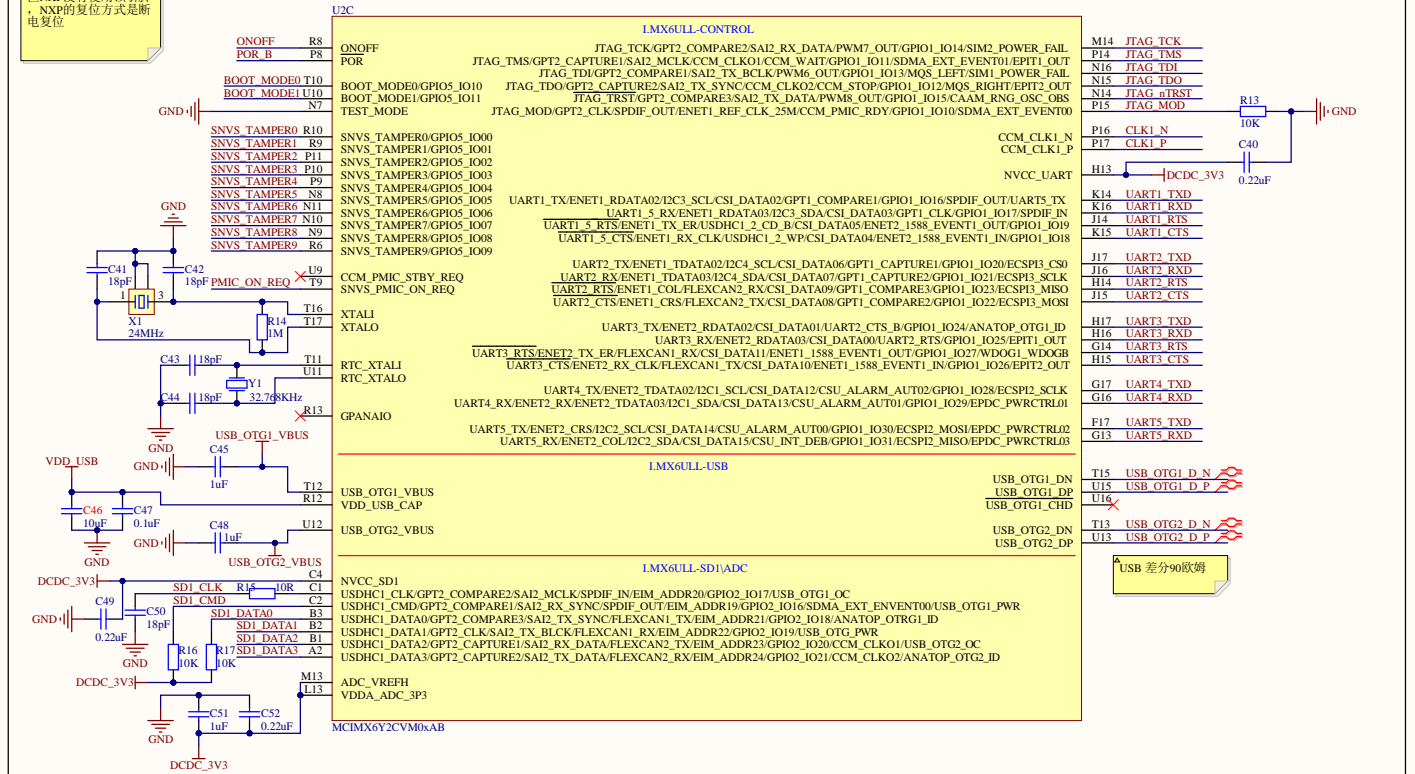 ，NXP的复位方式是断
电复位
U2C
I.MX6ULL-CONTROL
ONOFF R8 ONOFF
POR_B P8 POR
BOOT_MODE0 T10 BOOT_MODE0/GPIO5_IO10
BOOT_MODE1 U10 BOOT_MODE1/GPIO5_IO11
GND N7 TEST_MODE
SNVS_TAMPER0 R10 SNVS_TAMPER0/GPIO5_IO00
SNVS_TAMPER1 R9 SNVS_TAMPER1/GPIO5_IO01
SNVS_TAMPER2 P11 SNVS_TAMPER2/GPIO5_IO02
SNVS_TAMPER3 P10 SNVS_TAMPER3/GPIO5_IO03
SNVS_TAMPER4 P9 SNVS_TAMPER4/GPIO5_IO04
SNVS_TAMPER5 N8 SNVS_TAMPER5/GPIO5_IO05
SNVS_TAMPER6 N11 SNVS_TAMPER6/GPIO5_IO06
SNVS_TAMPER7 N10 SNVS_TAMPER7/GPIO5_IO07
SNVS_TAMPER8 N9 SNVS_TAMPER8/GPIO5_IO08
SNVS_TAMPER9 R6 SNVS_TAMPER9/GPIO5_IO09
U9 CCM_PMIC_STBY_REQ
PMIC_ON_REQ T9 SNVS_PMIC_ON_REQ
GND
C41
18pF
C42
18pF
1 3
X1
24MHz
R14
1M
T16 XTALI
T17 XTALO
C43 18pF
T11 RTC_XTALI
U11 RTC_XTALO
Y1
32.768KHz
C44 18pF
GND
R13 GPANAIO
JTAG_TCK/GPT2_COMPARE2/SAI2_RX_DATA/PWM7_OUT/GPIO1_IO14/SIM2_POWER_FAIL M14 JTAG_TCK
JTAG_TMS/GPT2_CAPTURE1/SAI2_MCLK/CCM_CLKO1/CCM_WAIT/GPIO1_IO11/SDMA_EXT_EVENT01/EPIT1_OUT P14 JTAG_TMS
JTAG_TDI/GPT2_COMPARE1/SAI2_TX_BCLK/PWM6_OUT/GPIO1_IO13/MQS_LEFT/SIM1_POWER_FAIL N16 JTAG_TDI
JTAG_TDO/GPT2_CAPTURE2/SAI2_TX_SYNC/CCM_CLKO2/CCM_STOP/GPIO1_IO12/MQS_RIGHT/EPIT2_OUT N15 JTAG_TDO
JTAG_TRST/GPT2_COMPARE3/SAI2_TX_DATA/PWM8_OUT/GPIO1_IO15/CAAM_RNG_OSC_OBS N14 JTAG_nTRST
JTAG_MOD/GPT2_CLK/SPDIF_OUT/ENET1_REF_CLK_25M/CCM_PMIC_RDY/GPIO1_IO10/SDMA_EXT_EVENT00 P15 JTAG_MOD
R13
10K
GND
CCM_CLK1_N P16 CLK1_N
CCM_CLK1_P P17 CLK1_P
C40
0.22uF
NVCC_UART H13 DCDC_3V3
UART1_TX/ENET1_RDATA02/I2C3_SCL/CSI_DATA02/GPT1_COMPARE1/GPIO1_IO16/SPDIF_OUT/UART5_TX K14 UART1_TXD
UART1_5_RX/ENET1_RDATA03/I2C3_SDA/CSI_DATA03/GPT1_CLK/GPIO1_IO17/SPDIF_IN K16 UART1_RXD
UART1_5_RTS/ENET1_TX_ER/USDHC1_2_CD_B/CSI_DATA05/ENET2_1588_EVENT1_OUT/GPIO1_IO19 J14 UART1_RTS
UART1_5_CTS/ENET1_RX_CLK/USDHC1_2_WP/CSI_DATA04/ENET2_1588_EVENT1_IN/GPIO1_IO18 K15 UART1_CTS
UART2_TX/ENET1_TDATA02/I2C4_SCL/CSI_DATA06/GPT1_CAPTURE1/GPIO1_IO20/ECSPI3_CS0 J17 UART2_TXD
UART2_RX/ENET1_TDATA03/I2C4_SDA/CSI_DATA07/GPT1_CAPTURE2/GPIO1_IO21/ECSPI3_SCLK J16 UART2_RXD
UART2_RTS/ENET1_COL/FLEXCAN2_RX/CSI_DATA09/GPT1_COMPARE3/GPIO1_IO23/ECSPI3_MISO H14 UART2_RTS
UART2_CTS/ENET1_CRS/FLEXCAN2_TX/CSI_DATA08/GPT1_COMPARE2/GPIO1_IO22/ECSPI3_MOSI J15 UART2_CTS
UART3_TX/ENET2_RDATA02/CSI_DATA01/UART2_CTS_B/GPIO1_IO24/ANATOP_OTG1_ID H17 UART3_TXD
UART3_RX/ENET2_RDATA03/CSI_DATA00/UART2_RTS/GPIO1_IO25/EPIT1_OUT H16 UART3_RXD
UART3_RTS/ENET2_TX_ER/FLEXCAN1_RX/CSI_DATA11/ENET1_1588_EVENT1_OUT/GPIO1_IO27/WDOG1_WDOGB G14 UART3_RTS
UART3_CTS/ENET2_RX_CLK/FLEXCAN1_TX/CSI_DATA10/ENET1_1588_EVENT1_IN/GPIO1_IO26/EPIT2_OUT H15 UART3_CTS
UART4_TX/ENET2_TDATA02/I2C1_SCL/CSI_DATA12/CSU_ALARM_AUT02/GPIO1_IO28/ECSPI2_SCLK G17 UART4_TXD
UART4_RX/ENET2_RX/ENET2_TDATA03/I2C1_SDA/CSI_DATA13/CSU_ALARM_AUT01/GPIO1_IO29/EPDC_PWRCTRL01 G16 UART4_RXD
UART5_TX/ENET2_CRS/I2C2_SCL/CSI_DATA14/CSU_ALARM_AUT00/GPIO1_IO30/ECSPI2_MOSI/EPDC_PWRCTRL02 F17 UART5_TXD
UART5_RX/ENET2_COL/I2C2_SDA/CSI_DATA15/CSU_INT_DEB/GPIO1_IO31/ECSPI2_MISO/EPDC_PWRCTRL03 G13 UART5_RXD
I.MX6ULL-USB
USB_OTG1_VBUS
GND C45
1uF
T12 USB_OTG1_VBUS
VDD_USB
R12 VDD_USB_CAP
C46
10uF
C47
0.1uF
GND
U12 USB_OTG2_VBUS
GND C48
1uF
USB_OTG2_VBUS
USB_OTG1_DN T15 USB_OTG1_D_N
USB_OTG1_DP U15 USB_OTG1_D_P
USB_OTG1_CHD U16
USB_OTG2_DN T13 USB_OTG2_D_N
USB_OTG2_DP U13 USB_OTG2_D_P
USB 差分90欧姆
I.MX6ULL-SD1\ADC
DCDC_3V3 C4 NVCC_SD1
SD1_CLK R15 10R C1 USDHC1_CLK/GPT2_COMPARE2/SAI2_MCLK/SPDIF_IN/EIM_ADDR20/GPIO2_IO17/USB_OTG1_OC
SD1_CMD C2 USDHC1_CMD/GPT2_COMPARE1/SAI2_RX_SYNC/SPDIF_OUT/EIM_ADDR19/GPIO2_IO16/SDMA_EXT_ENVENT00/USB_OTG1_PWR
SD1_DATA0 B3 USDHC1_DATA0/GPT2_COMPARE3/SAI2_TX_SYNC/FLEXCAN1_TX/EIM_ADDR21/GPIO2_IO18/ANATOP_OTRG1_ID
SD1_DATA1 B2 USDHC1_DATA1/GPT2_CLK/SAI2_TX_BLCK/FLEXCAN1_RX/EIM_ADDR22/GPIO2_IO19/USB_OTG_PWR
SD1_DATA2 B1 USDHC1_DATA2/GPT2_CAPTURE1/SAI2_RX_DATA/FLEXCAN2_TX/EIM_ADDR23/GPIO2_IO20/CCM_CLKO1/USB_OTG2_OC
SD1_DATA3 A2 USDHC1_DATA3/GPT2_CAPTURE2/SAI2_TX_DATA/FLEXCAN2_RX/EIM_ADDR24/GPIO2_IO21/CCM_CLKO2/ANATOP_OTG2_ID
C49
0.22uF
GND
C50
18pF
GND
R16
10K
R17
10K
DCDC_3V3
M13 ADC_VREFH
L13 VDDA_ADC_3P3
C51
1uF
C52
0.22uF
GND
DCDC_3V3
MCIMX6Y2CVM0xAB